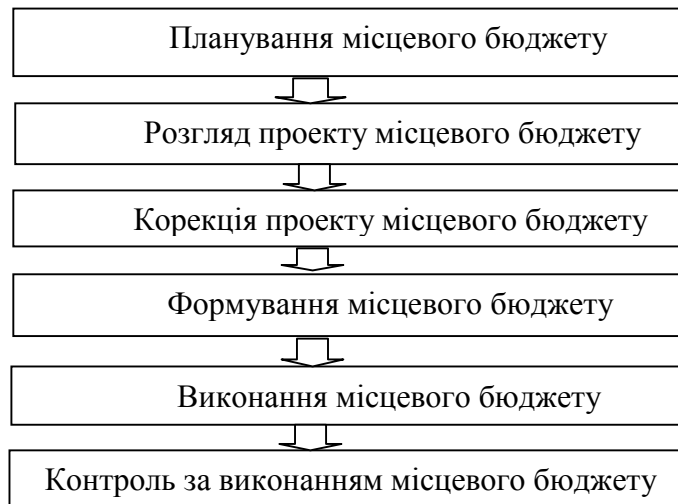 Планування місцевого бюджету
Розгляд проекту місцевого бюджету
Корекція проекту місцевого бюджету
Формування місцевого бюджету
Виконання місцевого бюджету
Контроль за виконанням місцевого бюджету